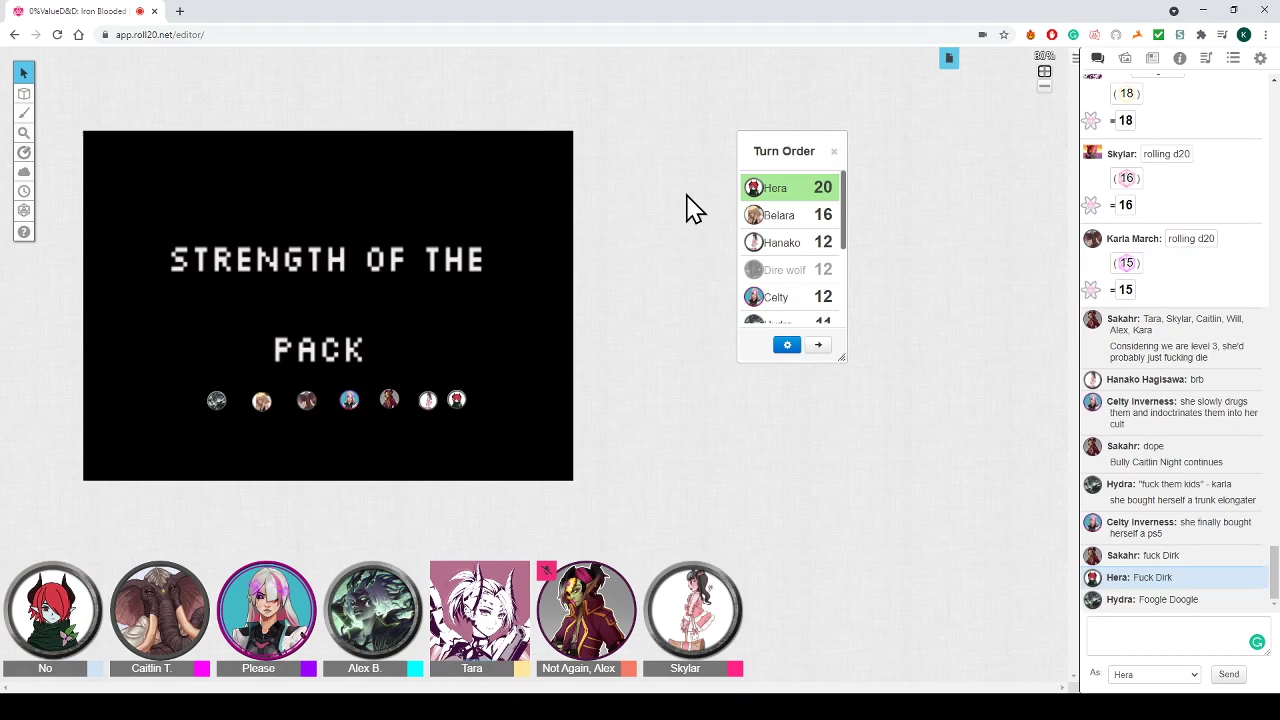 0%ValueD&D: Iron Blooded
app.roll20.net/editor/
80%
STRENGTH OF THE
PACK
Turn Order
Hera 20
Belara 16
Hanako 12
Dire wolf 12
Celty 12
(18)
=18
Skylar: rolling d20
(16)
=16
Karla March: rolling d20
(15)
=15
Sakahr: Tara, Skylar, Caitlin, Will,
Alex, Kara
Considering we are level 3, she'd
probably just fucking die
Hanako Hagisawa: brb
Celty Inverness: she slowly drugs
them and indoctrinates them into her
cult
Sakahr: dope
Bully Caitlin Night continues
Hydra: "fuck them kids" - karla
she bought herself a trunk elongater
Celty Inverness: she finally bought
herself a ps5
Sakahr: fuck Dirk
Hera: Fuck Dirk
Hydra: Foogle Doogle
As: Hera Send
No
Caitlin T.
Please
Alex B.
Tara
Not Again, Alex
Skylar